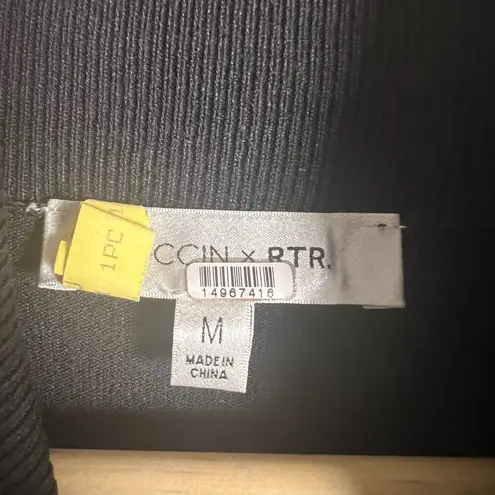 1PC
CCIN x RTR.
14967416
M
MADE IN
CHINA